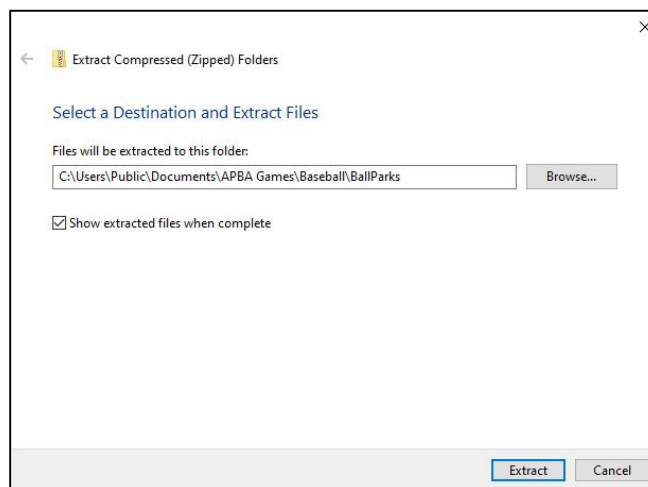 Extract Compressed (Zipped) Folders
Select a Destination and Extract Files
Files will be extracted to this folder:
C:\Users\Public\Documents\APBA Games\Baseball\BallParks
Browse...
Show extracted files when complete
Extract
Cancel